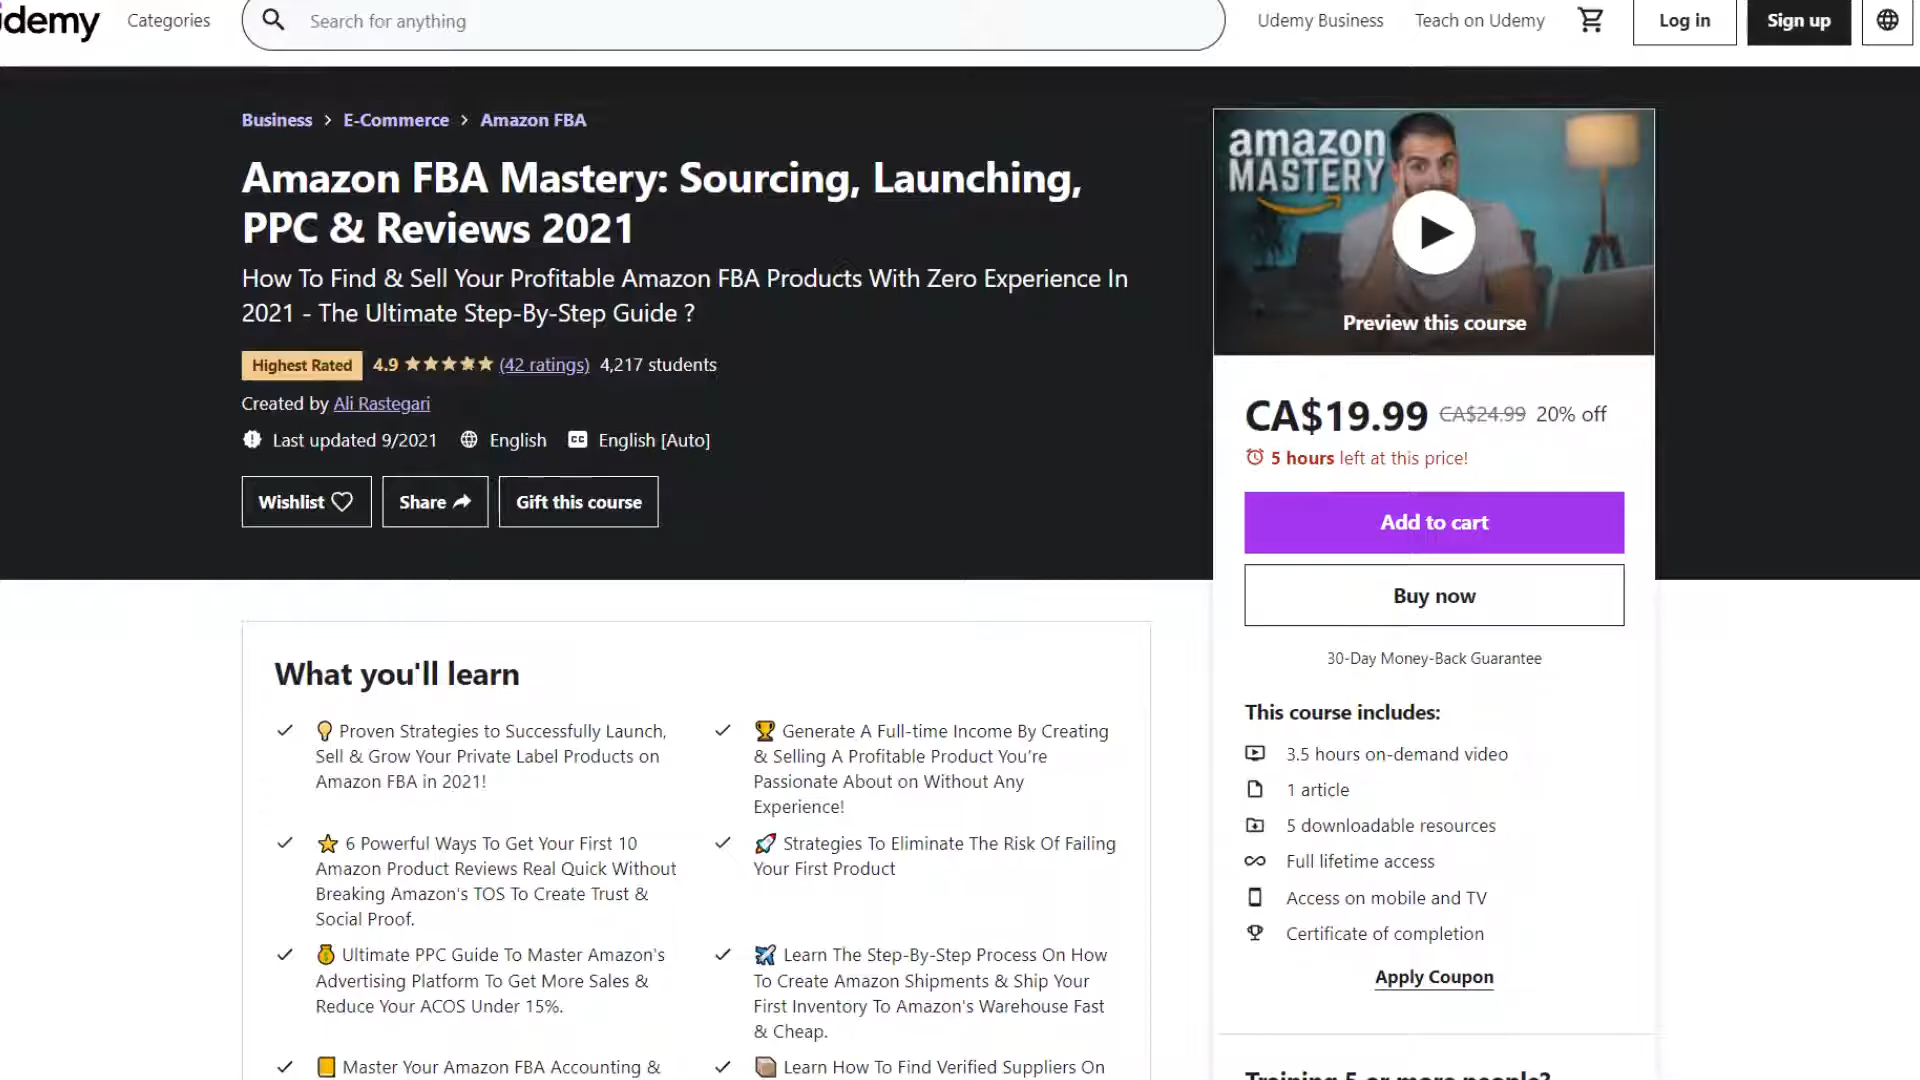 udemy
Categories
Search for anything
Udemy Business
Teach on Udemy
Log in
Sign up
Business > E-Commerce > Amazon FBA
Amazon FBA Mastery: Sourcing, Launching,
PPC & Reviews 2021
How To Find & Sell Your Profitable Amazon FBA Products With Zero Experience In
2021 - The Ultimate Step-By-Step Guide ?
Highest Rated 4.9 (42 ratings) 4,217 students
Created by Ali Rastegari
Last updated 9/2021 English CC English [Auto]
Wishlist
Share
Gift this course
amazon
MASTERY
Preview this course
CA$19.99 CA$24.99 20% off
5 hours left at this price!
Add to cart
Buy now
30-Day Money-Back Guarantee
This course includes:
3.5 hours on-demand video
1 article
5 downloadable resources
Full lifetime access
Access on mobile and TV
Certificate of completion
Apply Coupon
Training 5 or more people?
What you'll learn
Proven Strategies to Successfully Launch,
Sell & Grow Your Private Label Products on
Amazon FBA in 2021!
Generate A Full-time Income By Creating
& Selling A Profitable Product You're
Passionate About on Without Any
Experience!
6 Powerful Ways To Get Your First 10
Amazon Product Reviews Real Quick Without
Breaking Amazon's TOS To Create Trust &
Social Proof.
Strategies To Eliminate The Risk Of Failing
Your First Product
Ultimate PPC Guide To Master Amazon's
Advertising Platform To Get More Sales &
Reduce Your ACOS Under 15%.
Learn The Step-By-Step Process On How
To Create Amazon Shipments & Ship Your
First Inventory To Amazon's Warehouse Fast
& Cheap.
Master Your Amazon FBA Accounting &
Learn How To Find Verified Suppliers On